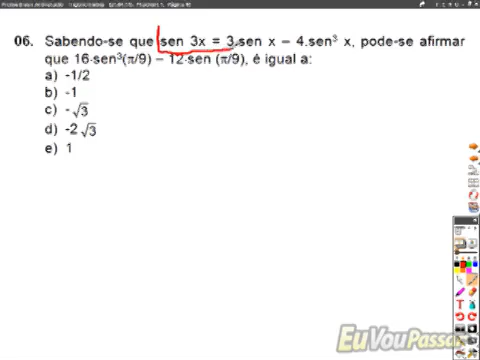 06. Sabendo-se que sen 3x = 3.sen x – 4.sen³ x, pode-se afirmar
que 16·sen³(π/9) – 12·sen (π/9), é igual a:
a) -1/2
b) -1
c) -√3
d) -2√3
e) 1
EuVouPassar